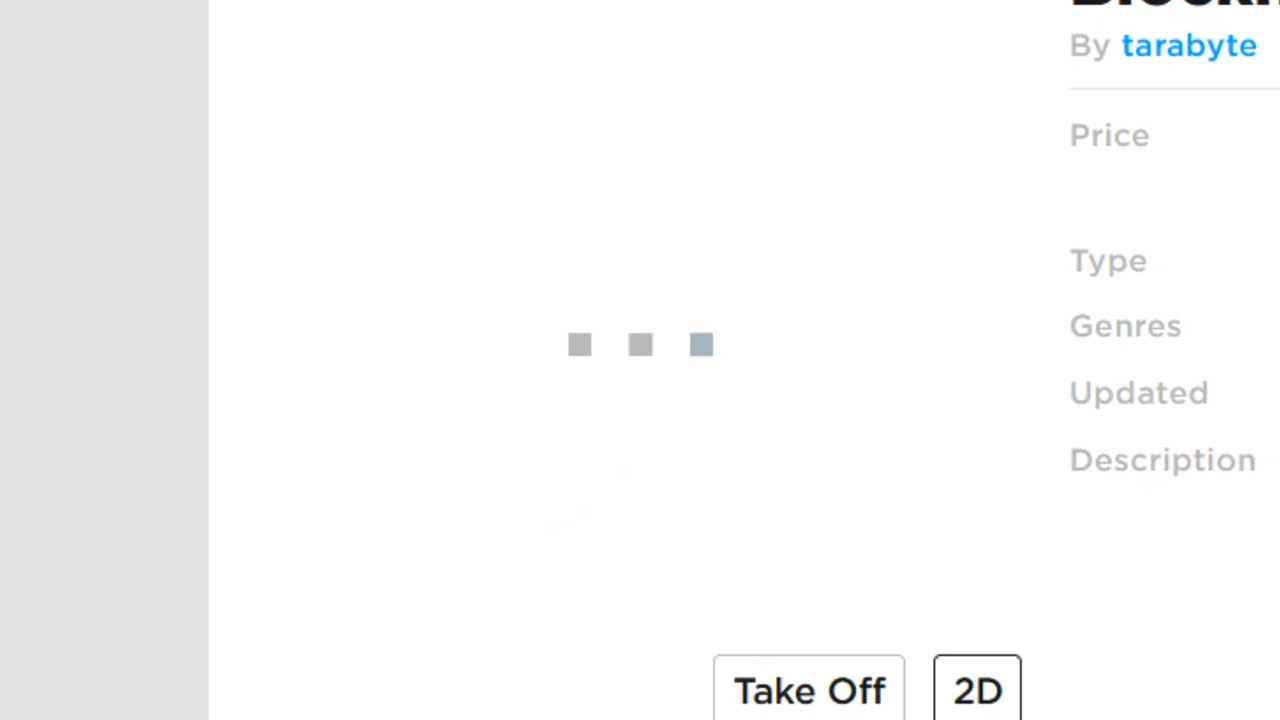 By tarabyte
Price
Type
Genres
Updated
Description
Take Off
2D